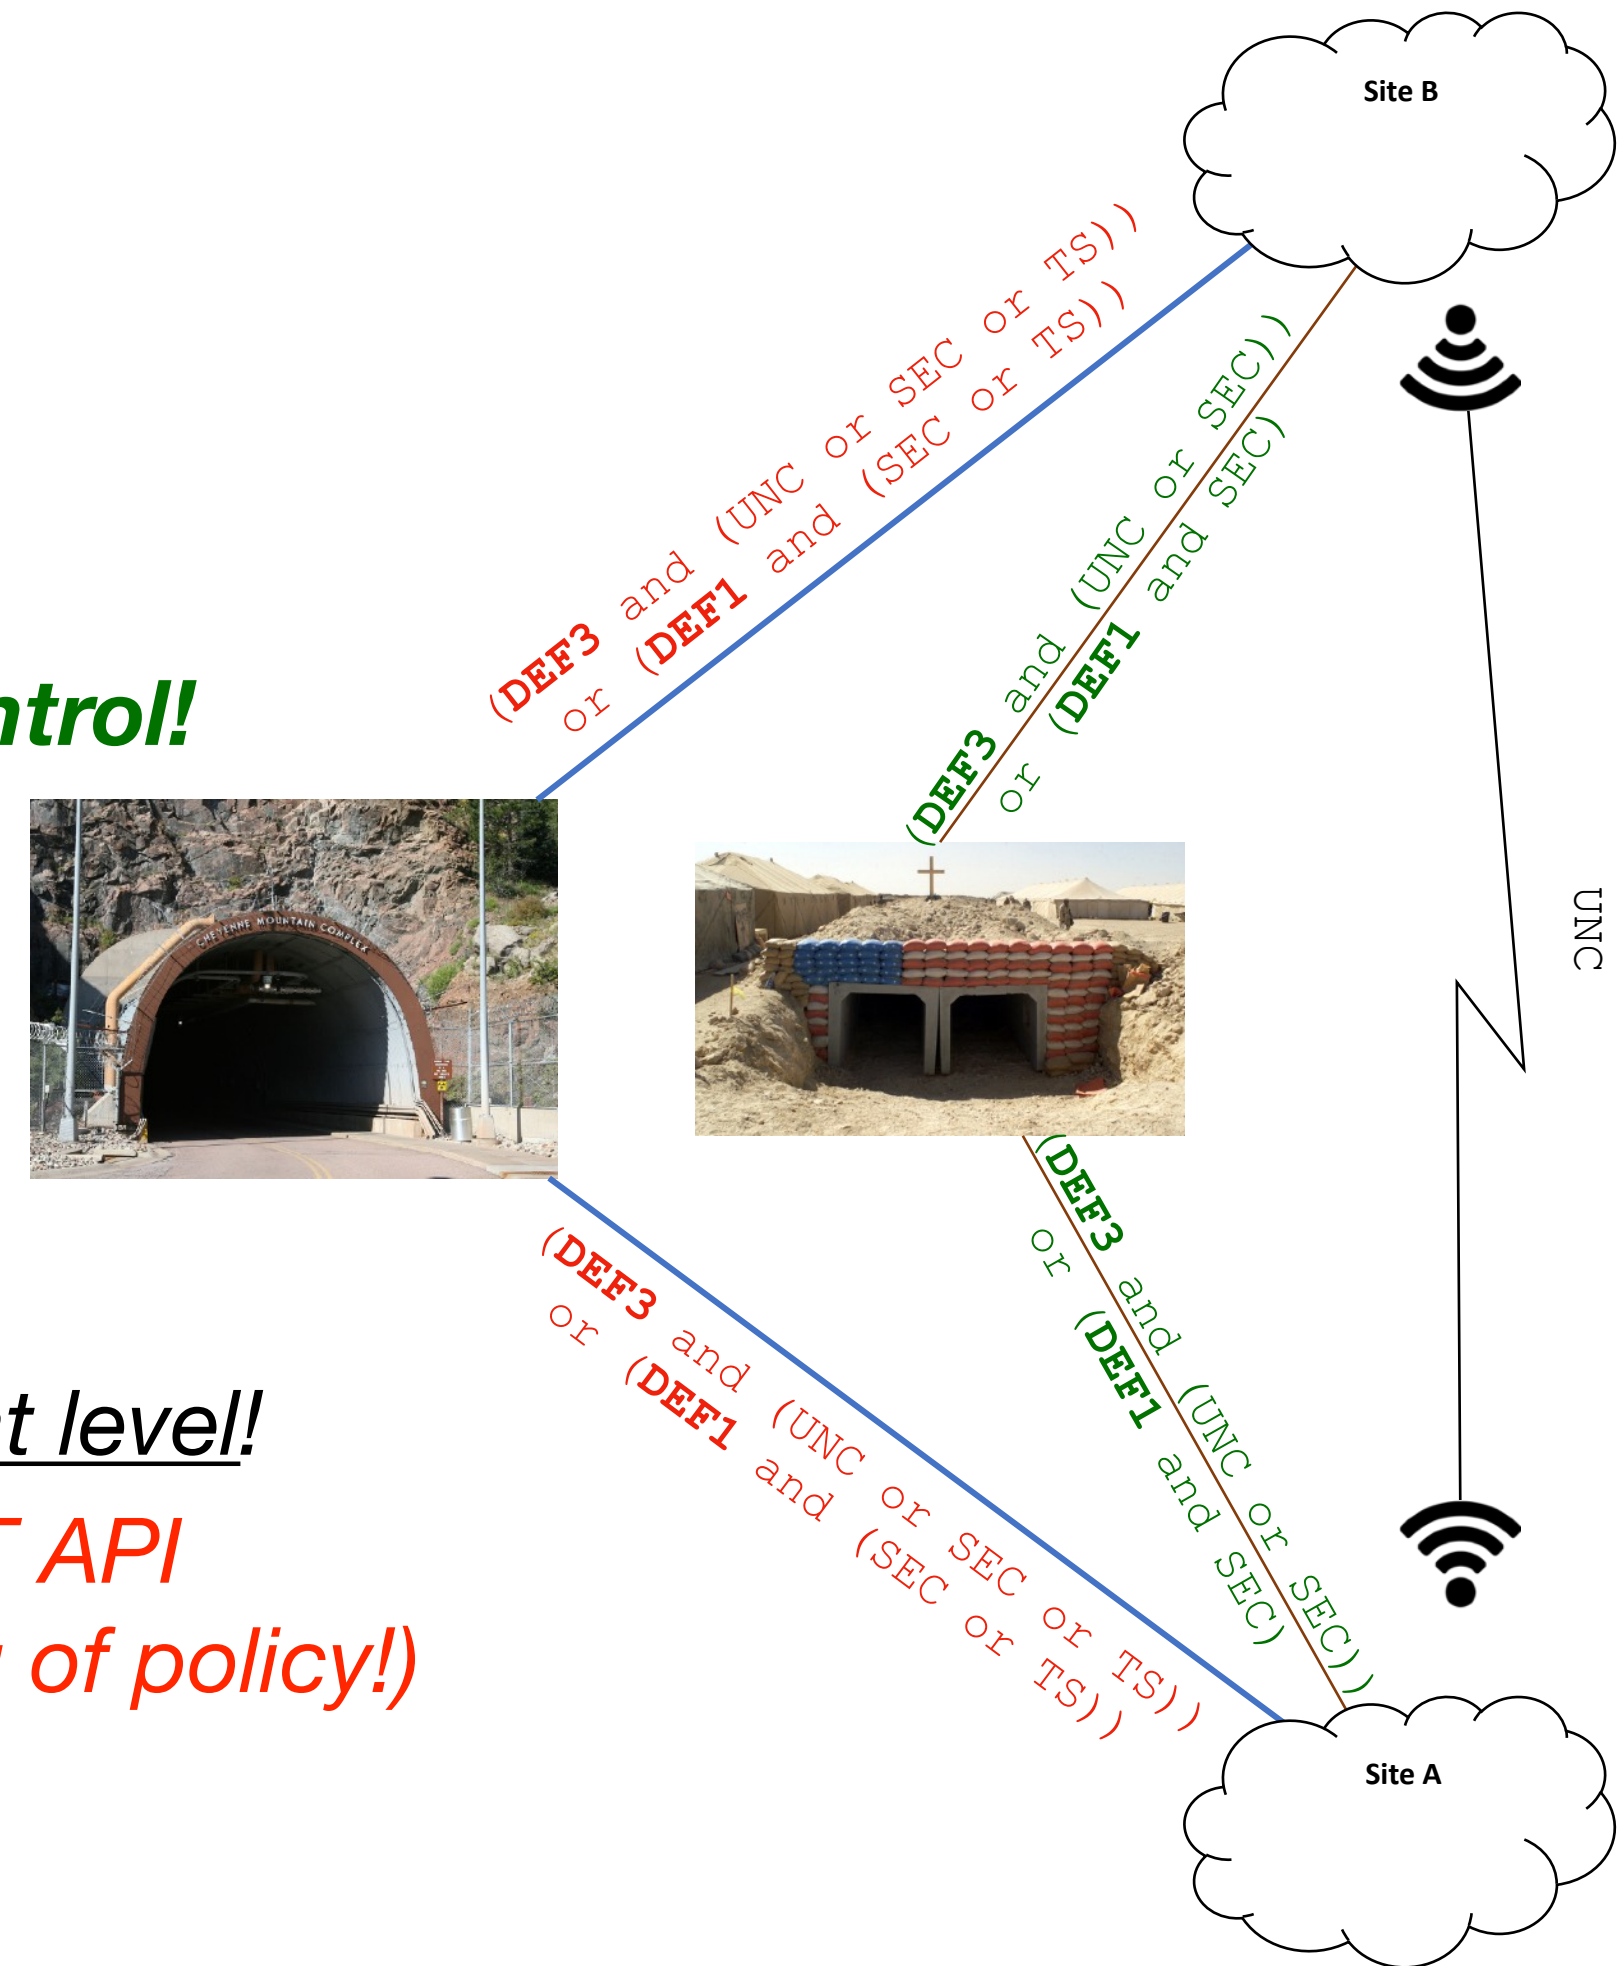 Site B
(DEF3 and (UNC or SEC or TS))
or (DEF1 and (SEC or TS))
(DEF3 and (UNC or SEC))
or (DEF1 and SEC)
ntrol!
CHEYENNE MOUNTAIN COMPLEX
UNC
(DEF3 and (UNC or SEC or TS))
or (DEF1 and (SEC or TS))
(DEF3 and (UNC or SEC))
or (DEF1 and SEC)
t level!
API
of policy!)
Site A